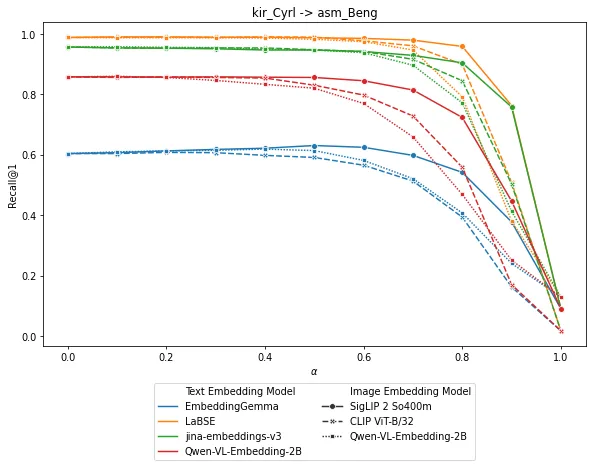 kir_Cyrl -> asm_Beng
1.0
0.8
0.6
0.4
0.2
0.0
Recall@1
0.0 0.2 0.4 0.6 0.8 1.0
α
Text Embedding Model Image Embedding Model
EmbeddingGemma SigLIP 2 So400m
LaBSE CLIP ViT-B/32
jina-embeddings-v3 Qwen-VL-Embedding-2B
Qwen-VL-Embedding-2B